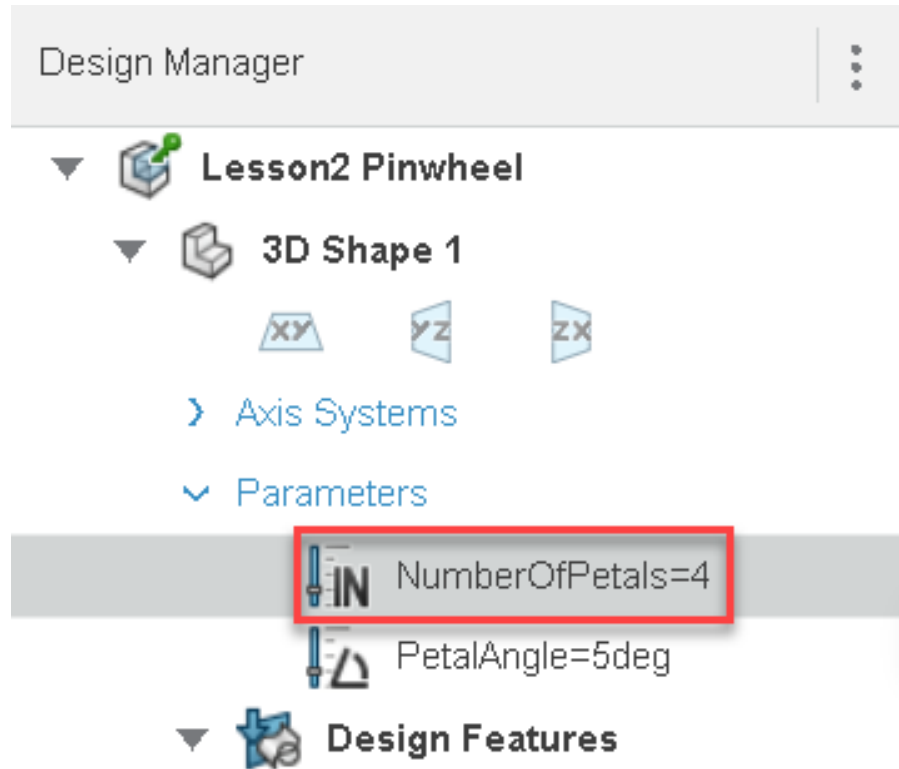 Design Manager
Lesson2 Pinwheel
3D Shape 1
XY YZ ZX
Axis Systems
Parameters
IN NumberOfPetals=4
PetalAngle=5deg
Design Features